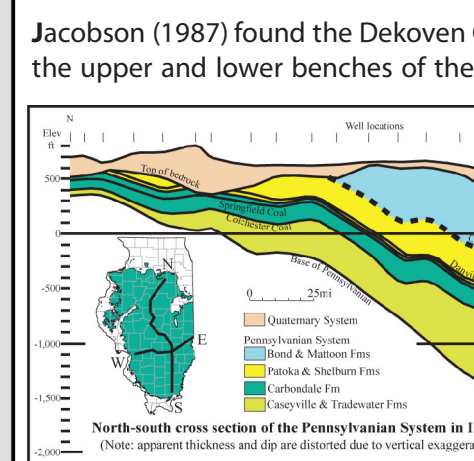 Jacobson (1987) found the Dekoven
the upper and lower benches of the
N
Well locations
Elev
ft
Top of bedrock
500
Springfield Coal
Colchester Coal
0
Base of Pennsylvanian
-500
N
0 25mi
Quaternary System
Pennsylvanian System
Bond & Mattoon Fms
E
Patoka & Shelburn Fms
-1,000
W
Carbondale Fm
Caseyville & Tradewater Fms
-1,500
S
North-south cross section of the Pennsylvanian System in
(Note: apparent thickness and dip are distorted due to vertical
-2,000